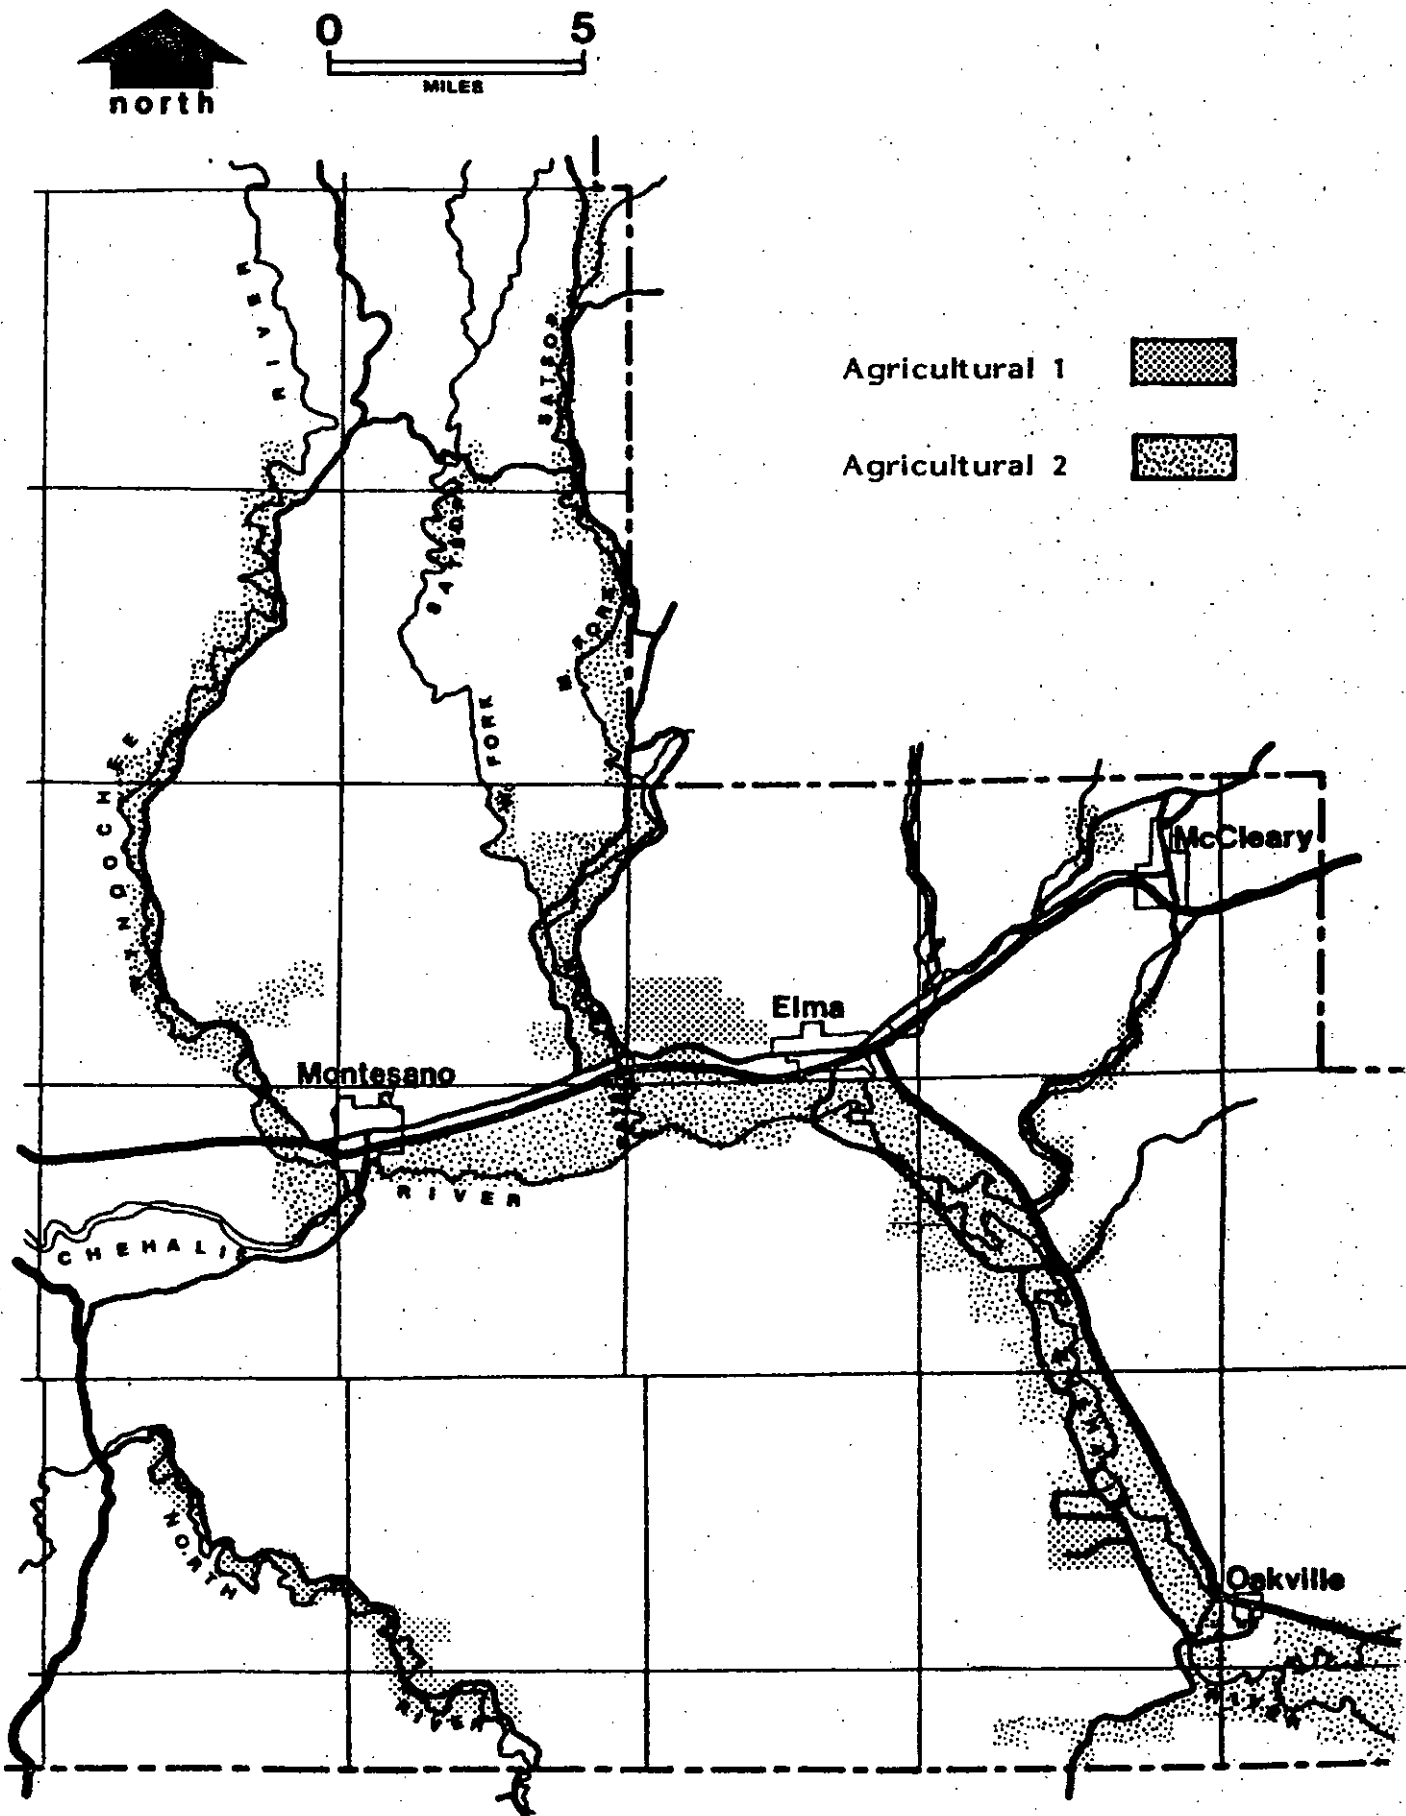 0 5
MILES
north
RIVER
SATSOP
Agricultural 1
Agricultural 2
SATSOP
M. FORK
FORK
W.
WYNOOCHEE
McCleary
Elma
Montesano
RIVER
CHEHALIS
NORTH
Oakville
RIVER
RIVER